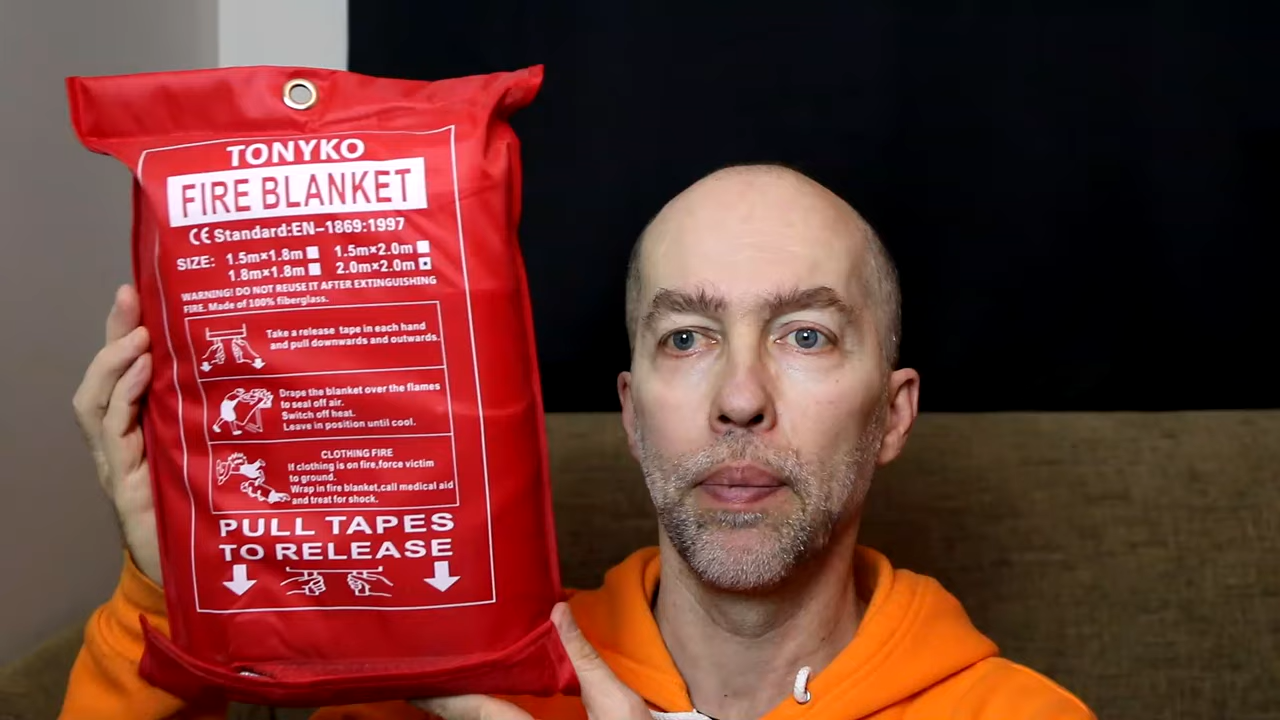 TONYKO
FIRE BLANKET
CE Standard:EN-1869:1997
SIZE: 1.5m×1.8m 1.5m×2.0m
1.8m×1.8m 2.0m×2.0m
WARNING! DO NOT REUSE IT AFTER EXTINGUISHING
FIRE. Made of 100% fiberglass.
Take a release tape in each hand
and pull downwards and outwards.
Drape the blanket over the flames
to seal off air.
Switch off heat.
Leave in position until cool.
CLOTHING FIRE
If clothing is on fire,force victim
to ground.
Wrap in fire blanket,call medical aid
and treat for shock.
PULL TAPES
TO RELEASE